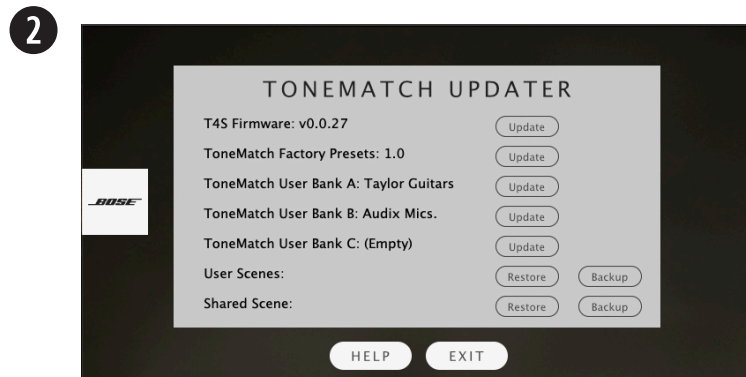 2
TONEMATCH UPDATER
T4S Firmware: v0.0.27 Update
ToneMatch Factory Presets: 1.0 Update
ToneMatch User Bank A: Taylor Guitars Update
BOSE
ToneMatch User Bank B: Audix Mics. Update
ToneMatch User Bank C: (Empty) Update
User Scenes: Restore Backup
Shared Scene: Restore Backup
HELP EXIT